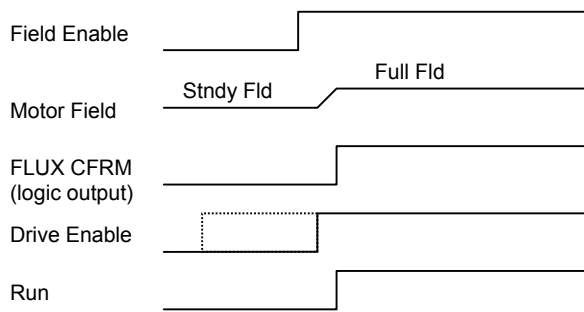 Field Enable
Stndy Fld
Full Fld
Motor Field
FLUX CFRM
(logic output)
Drive Enable
Run